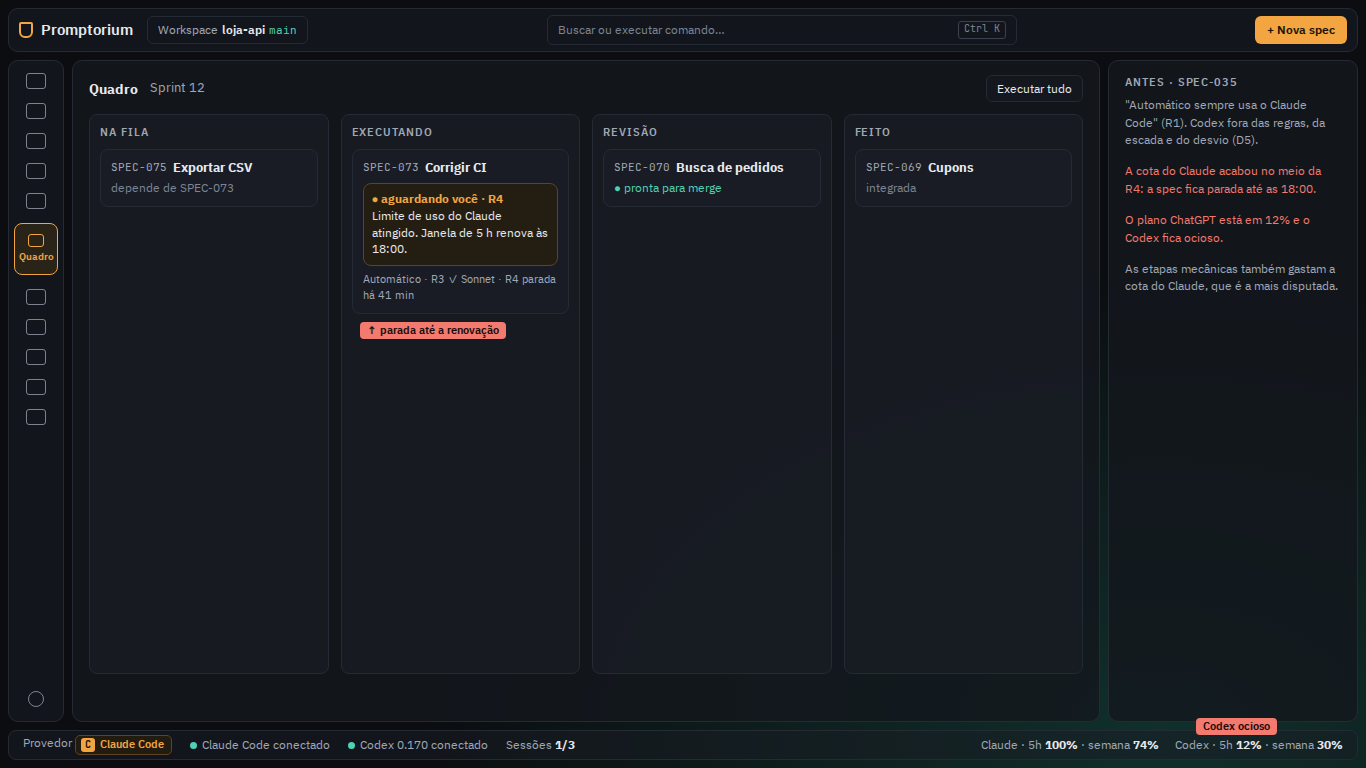 Promptorium
Workspace loja-api main
Buscar ou executar comando...
Ctrl K
+ Nova spec
Quadro
Quadro Sprint 12
Executar tudo
NA FILA
SPEC-075 Exportar CSV
depende de SPEC-073
EXECUTANDO
SPEC-073 Corrigir CI
● aguardando você · R4
Limite de uso do Claude
atingido. Janela de 5 h renova às
18:00.
Automático · R3 ✓ Sonnet · R4 parada
há 41 min
↑ parada até a renovação
REVISÃO
SPEC-070 Busca de pedidos
● pronta para merge
FEITO
SPEC-069 Cupons
integrada
ANTES · SPEC-035
"Automático sempre usa o Claude
Code" (R1). Codex fora das regras, da
escada e do desvio (D5).
A cota do Claude acabou no meio da
R4: a spec fica parada até as 18:00.
O plano ChatGPT está em 12% e o
Codex fica ocioso.
As etapas mecânicas também gastam a
cota do Claude, que é a mais disputada.
Codex ocioso
Provedor C Claude Code
Claude Code conectado
Codex 0.170 conectado
Sessões 1/3
Claude · 5h 100% · semana 74%
Codex · 5h 12% · semana 30%